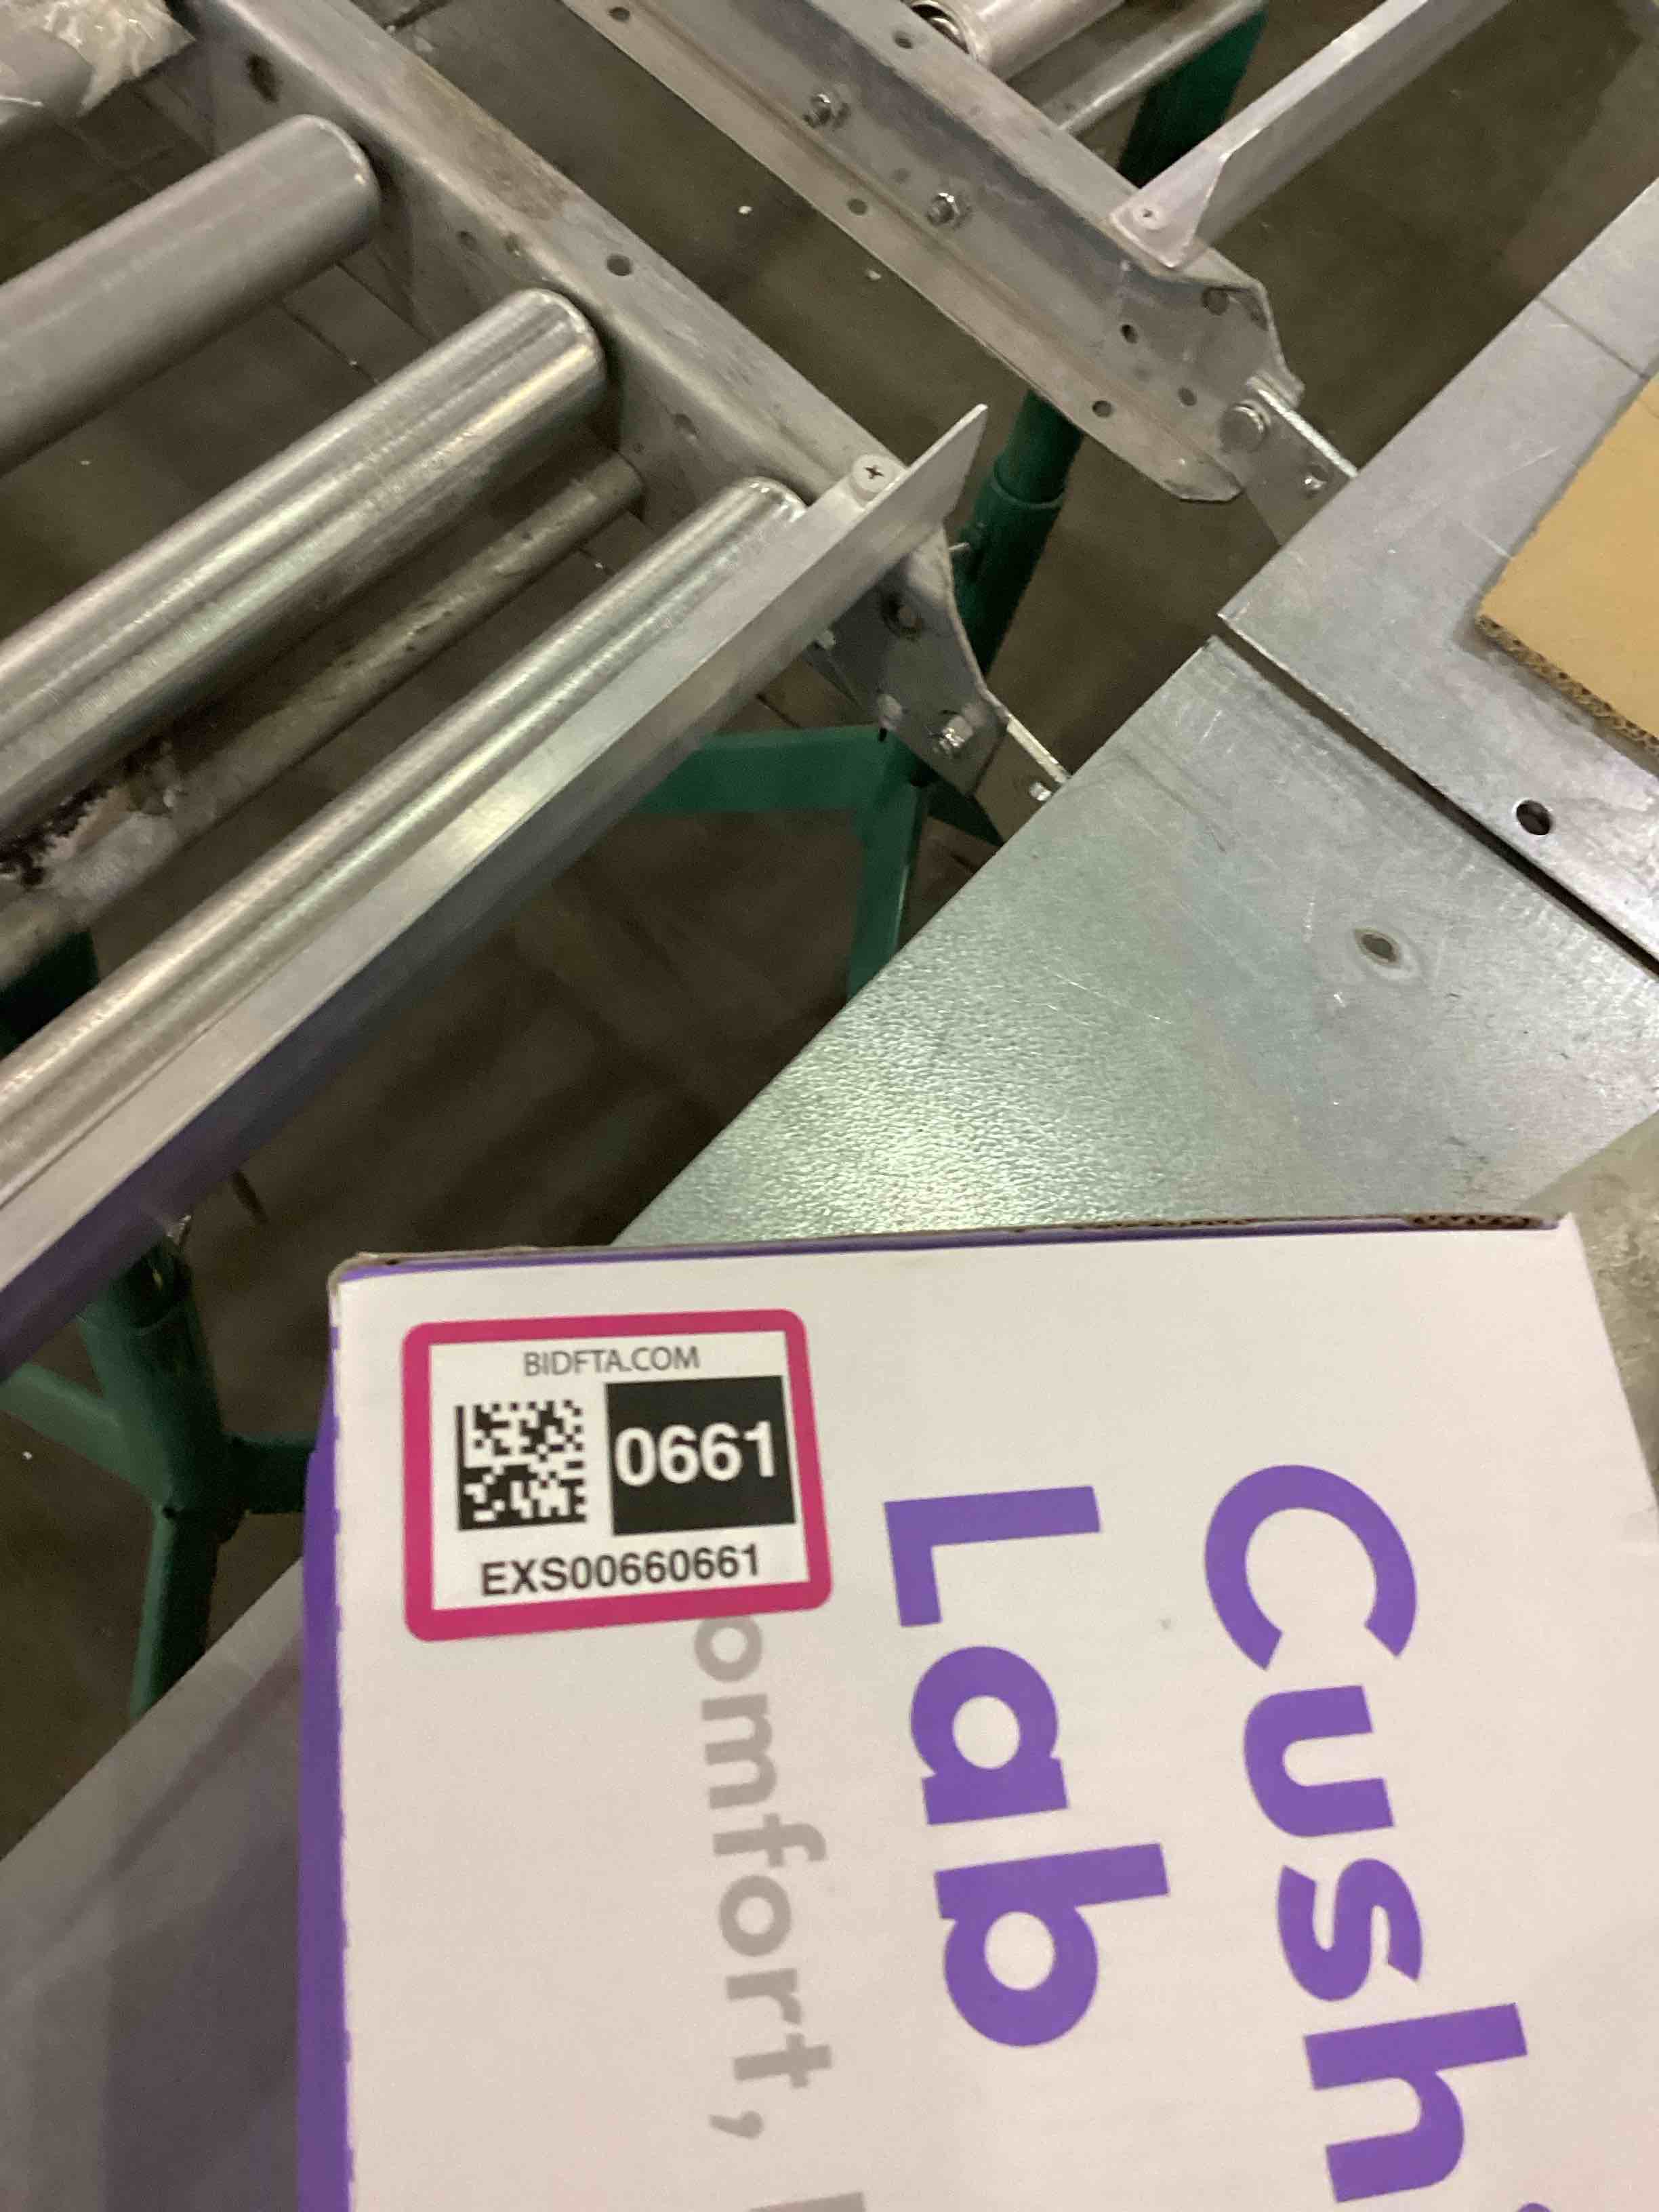 BIDFTA.COM
0661
EXS00660661
Cush
Lab
omfort,